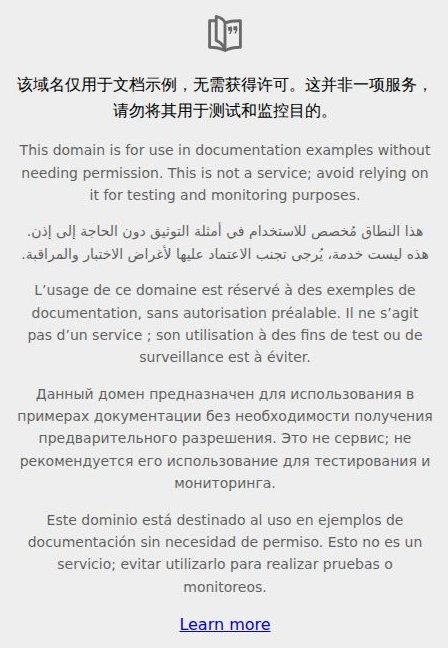 该域名仅用于文档示例，无需获得许可。这并非一项服务，
请勿将其用于测试和监控目的。
This domain is for use in documentation examples without
needing permission. This is not a service; avoid relying on
it for testing and monitoring purposes.
هذا النطاق مُخصص للاستخدام في أمثلة التوثيق دون الحاجة إلى إذن.
هذه ليست خدمة، يُرجى تجنب الاعتماد عليها لأغراض الاختبار والمراقبة.
L’usage de ce domaine est réservé à des exemples de
documentation, sans autorisation préalable. Il ne s’agit
pas d’un service ; son utilisation à des fins de test ou de
surveillance est à éviter.
Данный домен предназначен для использования в
примерах документации без необходимости получения
предварительного разрешения. Это не сервис; не
рекомендуется его использование для тестирования и
мониторинга.
Este dominio está destinado al uso en ejemplos de
documentación sin necesidad de permiso. Esto no es un
servicio; evitar utilizarlo para realizar pruebas o
monitoreos.
Learn more